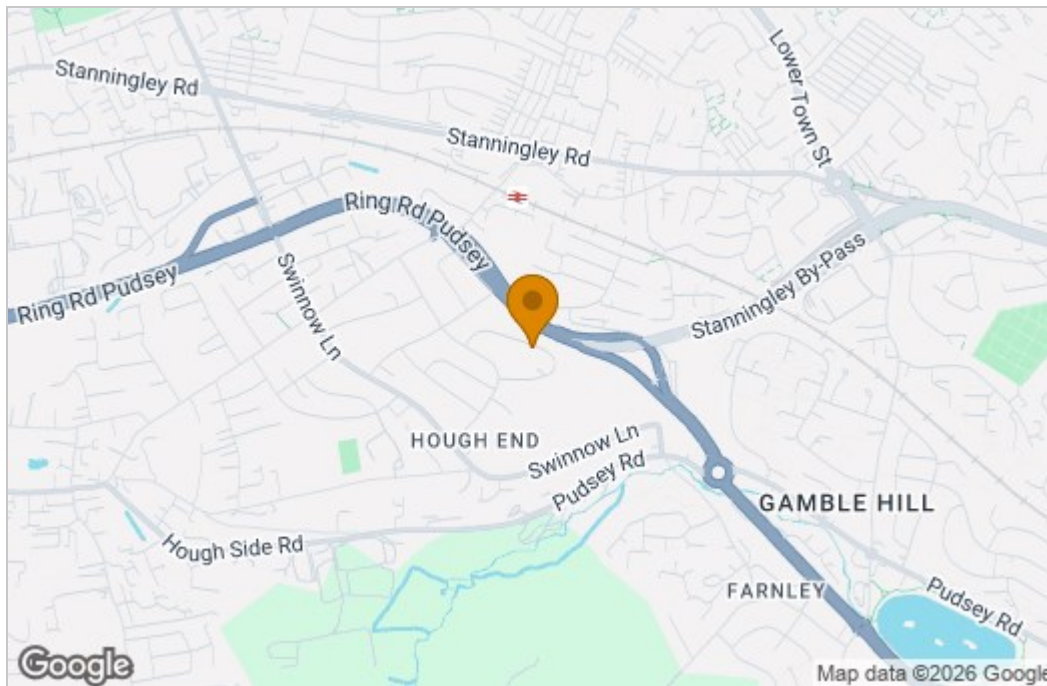 Stanningley Rd
Lower Town St
Stanningley Rd
Ring Rd Pudsey
Stanningley By-Pass
Ring Rd Pudsey
Swinnow Ln
HOUGH END
Swinnow Ln
Pudsey Rd
GAMBLE HILL
Hough Side Rd
FARNLEY
Pudsey Rd
Google
Map data ©2026 Google